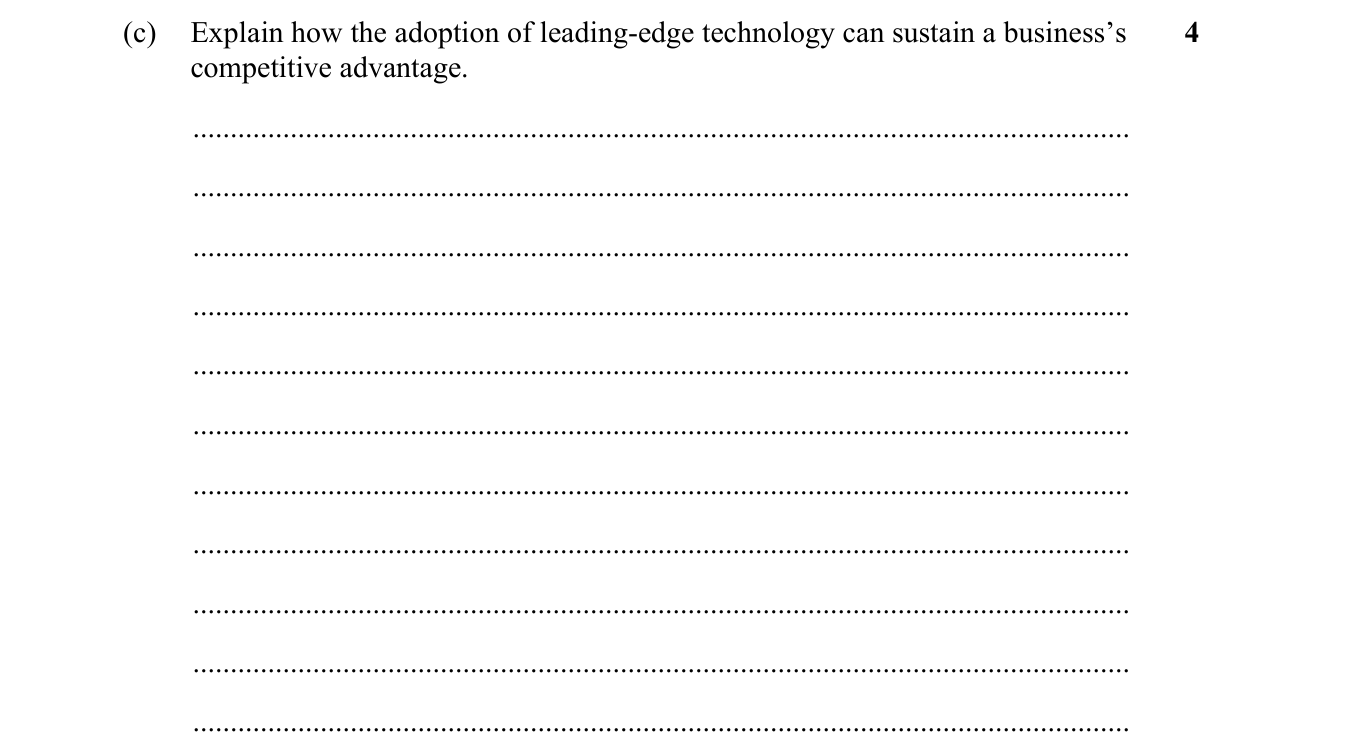 (c) Explain how the adoption of leading-edge technology can sustain a business’s 4
competitive advantage.